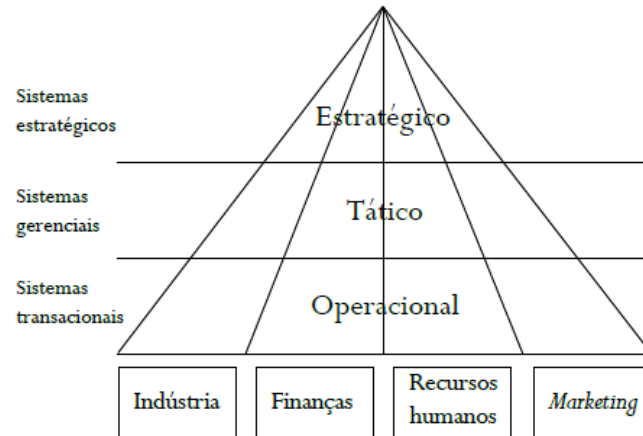 Sistemas
estratégicos
Estratégico
Sistemas
gerenciais
Tático
Sistemas
transacionais
Operacional
Indústria
Finanças
Recursos
humanos
Marketing